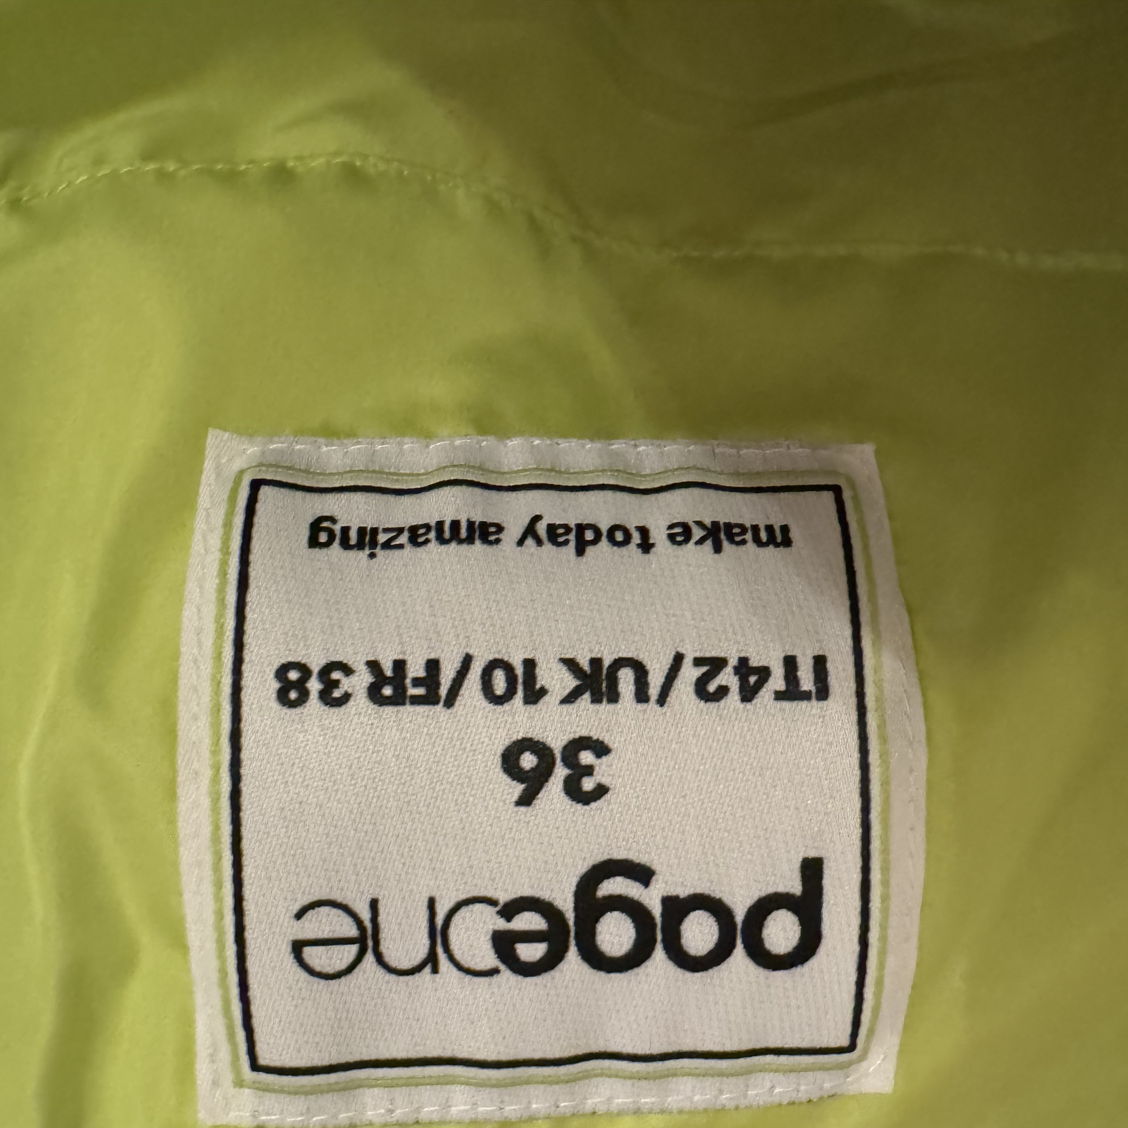 pageone
36
IT42/UK10/FR38
make today amazing